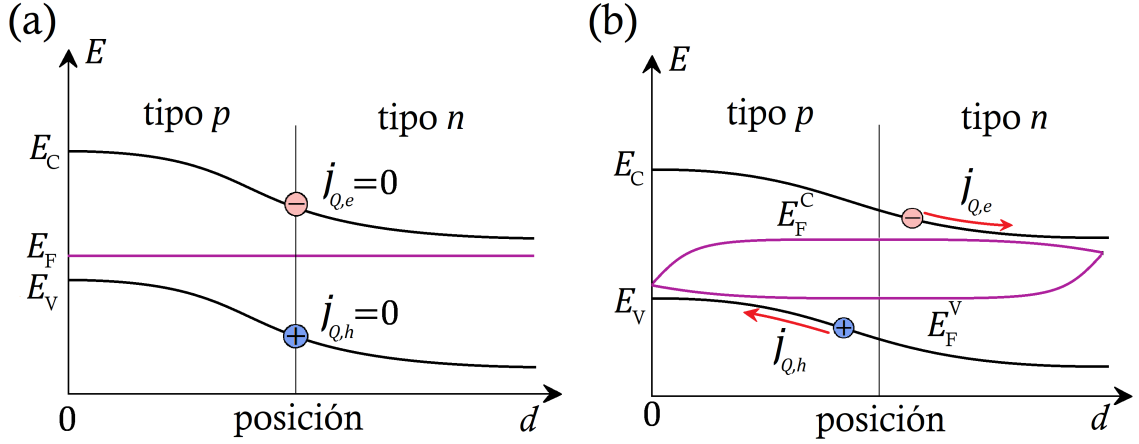 (a)
E
tipo p
tipo n
E_C
j_Q,e=0
E_F
E_V
j_Q,h=0
0
posición
d
(b)
E
tipo p
tipo n
E_C
j_Q,e
E_F^C
E_V
E_F^V
j_Q,h
0
posición
d